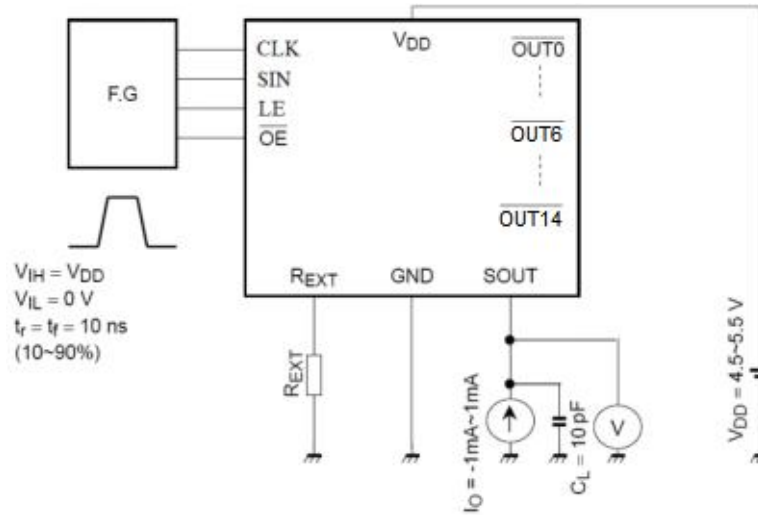 F.G
CLK
SIN
LE
OE
VDD
OUT0
OUT6
OUT14
REXT
GND
SOUT
VIH = VDD
VIL = 0 V
tr = tf = 10 ns
(10~90%)
REXT
IO = -1mA~1mA
CL = 10 pF
V
VDD = 4.5~5.5 V